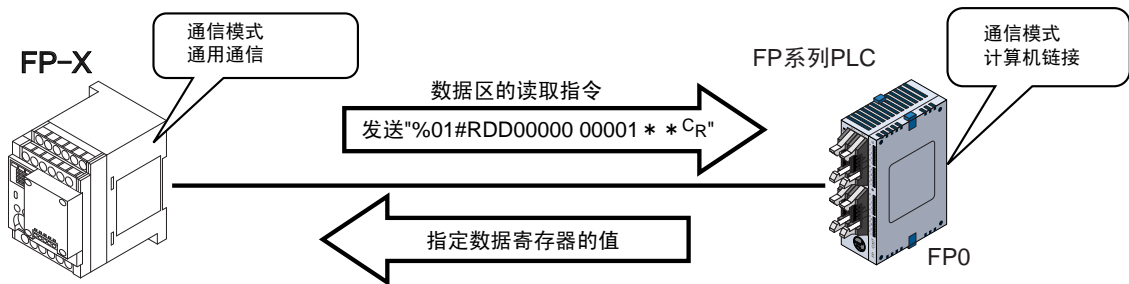 通信模式
通用通信
FP-X
通信模式
计算机链接
FP系列PLC
数据区的读取指令
发送"%01#RDD00000 00001＊＊CR"
指定数据寄存器的值
FP0